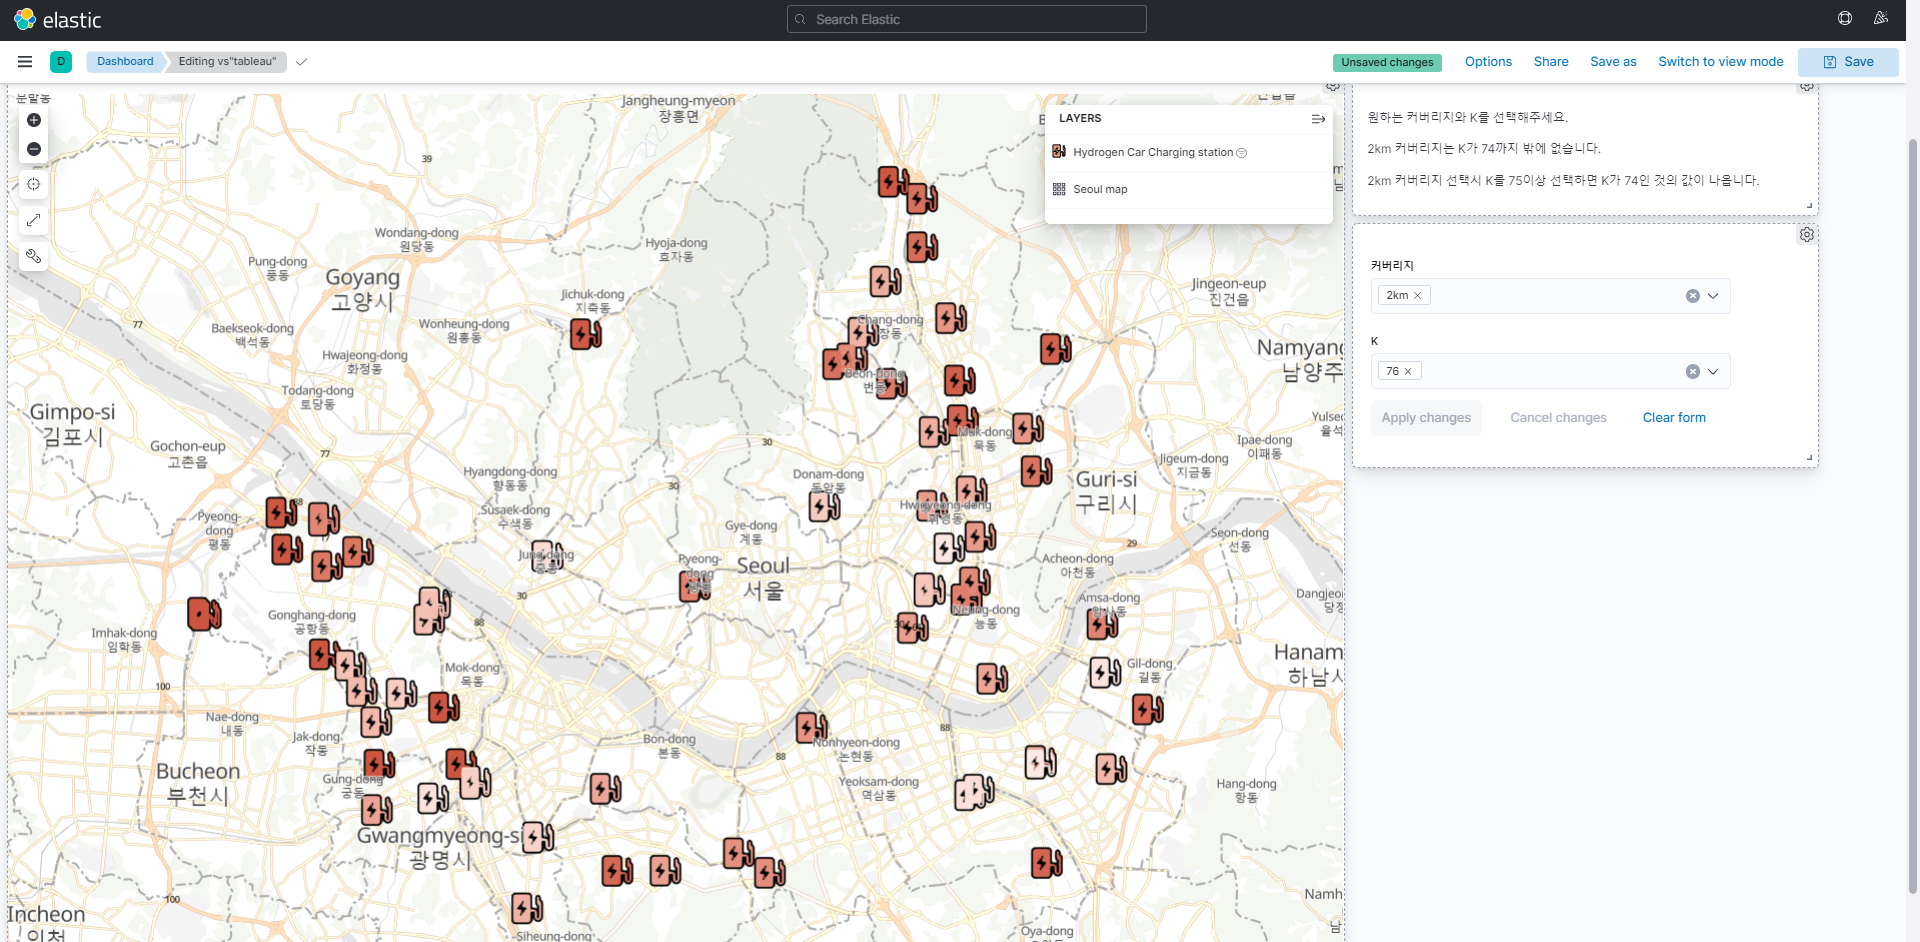 elastic
Search Elastic
D
Dashboard
Editing vs"tableau"
Unsaved changes
Options
Share
Save as
Switch to view mode
Save
LAYERS
Hydrogen Car Charging station
Seoul map
원하는 커버리지와 K를 선택해주세요.
2km 커버리지는 K가 74까지 밖에 없습니다.
2km 커버리지 선택시 K를 75이상 선택하면 K가 74인 것의 값이 나옵니다.
커버리지
2km
K
76
Apply changes
Cancel changes
Clear form
Jangheung-myeon
장흥면
39
Wondang-dong
원당동
Hyoja-dong
효자동
Pung-dong
풍동
Goyang
고양시
Jichuk-dong
지축동
Jingeon-eup
진건읍
77
Baekseok-dong
백석동
Wonheung-dong
원흥동
Chang-dong
창동
Hwajeong-dong
화정동
Namyang
남양주
Beon-dong
Todang-dong
토당동
Gimpo-si
김포시
Gochon-eup
고촌읍
77
30
Muk-dong
묵동
Yulseo
율석
Ipae-dong
이패동
Jigeum-dong
지금동
Hyangdong-dong
향동동
30
Donam-dong
돈암동
Guri-si
구리시
Pyeong-dong
평동
Susaek-dong
수색동
Gye-dong
계동
Hwigyeong-dong
휘경동
Seon-dong
선동
29
Jung-dong
Pyeong-dong
Seoul
서울
Acheon-dong
아천동
30
Gonghang-dong
공항동
Imhak-dong
임학동
88
Neung-dong
능동
Amsa-dong
암사동
Dangjeo
당정
Mok-dong
목동
Gil-dong
길동
Hanam
하남시
100
Nae-dong
내동
Jak-dong
작동
Bon-dong
본동
88
88
Nonhyeon-dong
논현동
Bucheon
부천시
Gung-dong
궁동
Yeoksam-dong
역삼동
Hang-dong
항동
Gwangmyeong-si
광명시
100
Incheon
인천
Siheung-dong
Namh
남
Oya-dong